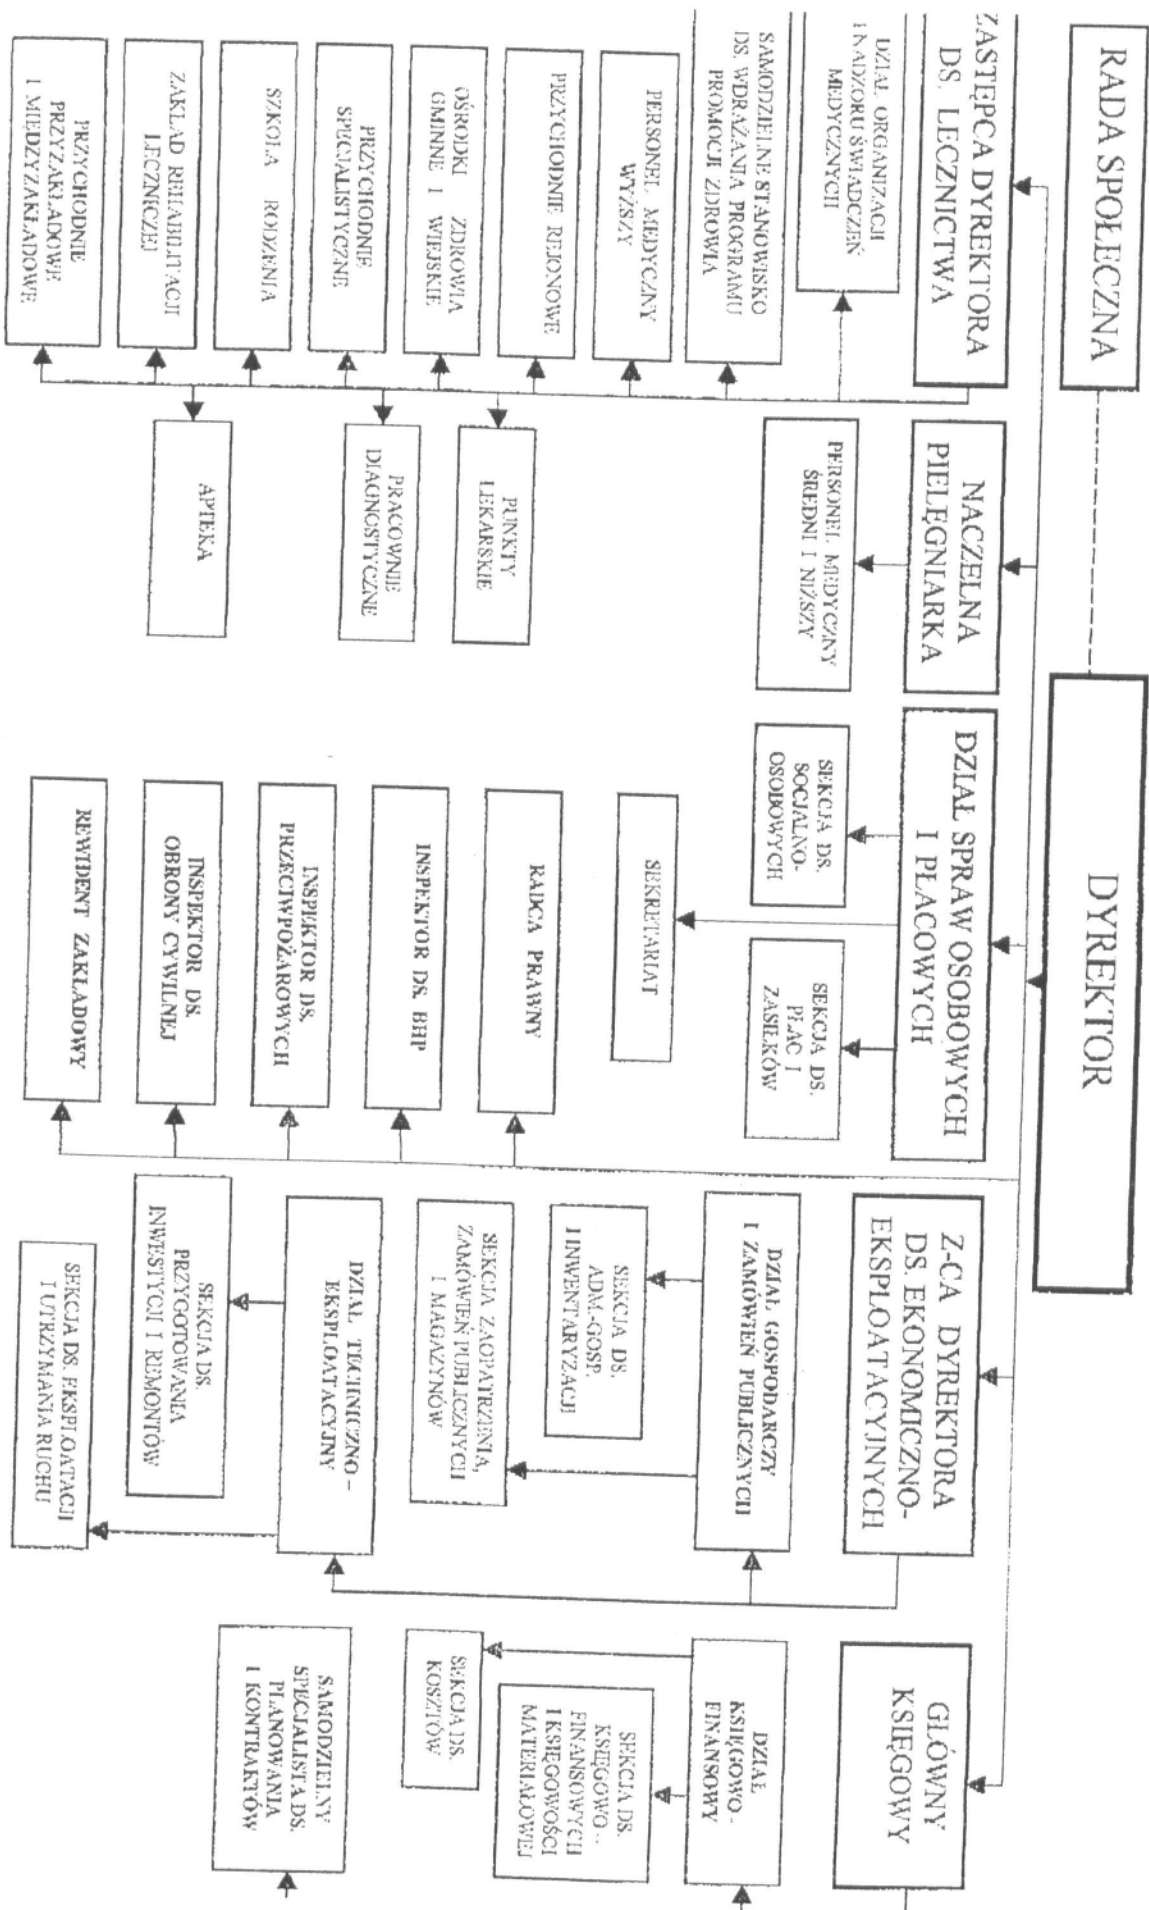 RADA SPOŁECZNA
DYREKTOR
ZASTĘPCA DYREKTORA
DS. LECZNICTWA
NACZELNA
PIELĘGNIARKA
DZIAŁ SPRAW OSOBOWYCH
I PŁACOWYCH
Z-CA DYREKTORA
DS. EKONOMICZNO-
EKSPLOATACYJNYCH
GŁÓWNY
KSIĘGOWY
DZIAŁ ORGANIZACJI
I NADZORU ŚWIADCZEŃ
MEDYCZNYCH
SAMODZIELNE STANOWISKO
DS. WDRAŻANIA PROGRAMU
PROMOCJI ZDROWIA
PERSONEL MEDYCZNY
WYŻSZY
PRZYCHODNIE REJONOWE
OŚRODKI ZDROWIA
GMINNE I WIEJSKIE
PRZYCHODNIE
SPECJALISTYCZNE
SZKOŁA RODZENIA
ZAKŁAD REHABILITACJI
LECZNICZEJ
PRZYCHODNIE
PRZYZAKŁADOWE
I MIĘDZYZAKŁADOWE
PUNKTY
LEKARSKIE
PRACOWNIE
DIAGNOSTYCZNE
APTEKA
PERSONEL MEDYCZNY
ŚREDNI I NIŻSZY
SEKCJA DS.
SOCJALNO-
OSOBOWYCH
SEKRETARIAT
SEKCJA DS.
PŁAC I
ZASIŁKÓW
RADCA PRAWNY
INSPEKTOR DS. BHP
INSPEKTOR DS.
PRZECIWPOŻAROWYCH
INSPEKTOR DS.
OBRONY CYWILNEJ
REWIDENT ZAKŁADOWY
DZIAŁ GOSPODARCZY
I ZAMÓWIEŃ PUBLICZNYCH
SEKCJA DS.
ADM.-GOSP.
I INWENTARYZACJI
SEKCJA ZAOPATRZENIA,
ZAMÓWIEŃ PUBLICZNYCH
I MAGAZYNÓW
DZIAŁ TECHNICZNO –
EKSPLOATACYJNY
SEKCJA DS.
PRZYGOTOWANIA
INWESTYCJI I REMONTÓW
SEKCJA DS. EKSPLOATACJI
I UTRZYMANIA RUCHU
DZIAŁ
KSIĘGOWO -
FINANSOWY
SEKCJA DS.
KSIĘGOWO –
FINANSOWYCH
I KSIĘGOWOŚCI
MATERIAŁOWEJ
SEKCJA DS.
KOSZTÓW
SAMODZIELNY
SPECJALISTA DS.
PLANOWANIA
I KONTRAKTÓW